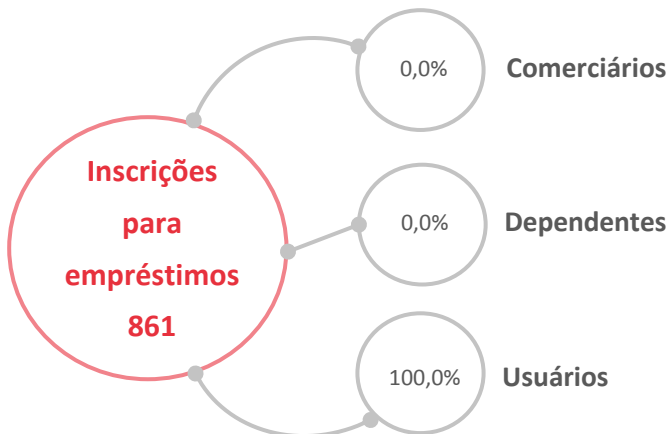 Inscrições
para
empréstimos
861
0,0%
Comerciários
0,0%
Dependentes
100,0%
Usuários